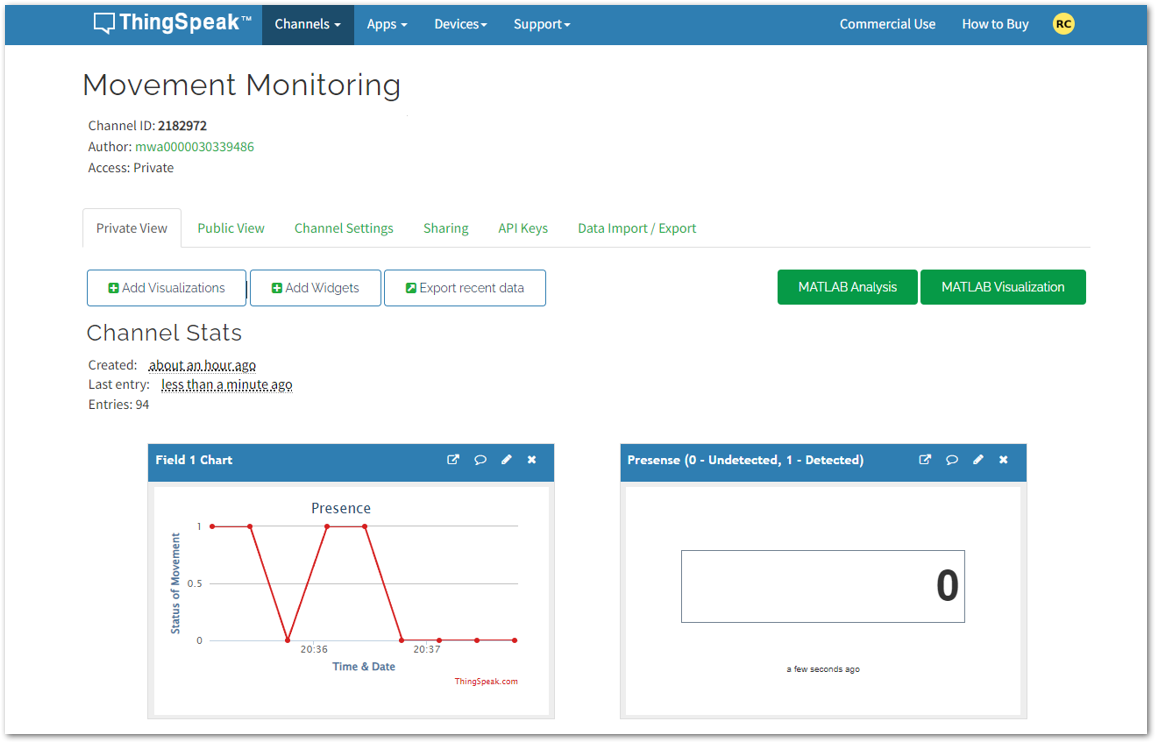 ThingSpeak™ Channels Apps Devices Support Commercial Use How to Buy RC
Movement Monitoring
Channel ID: 2182972
Author: mwa0000030339486
Access: Private
Private View Public View Channel Settings Sharing API Keys Data Import / Export
Add Visualizations Add Widgets Export recent data MATLAB Analysis MATLAB Visualization
Channel Stats
Created: about an hour ago
Last entry: less than a minute ago
Entries: 94
Field 1 Chart
Presence
Status of Movement
1
0.5
0
20:36 20:37
Time & Date
ThingSpeak.com
Presense (0 - Undetected, 1 - Detected)
0
a few seconds ago